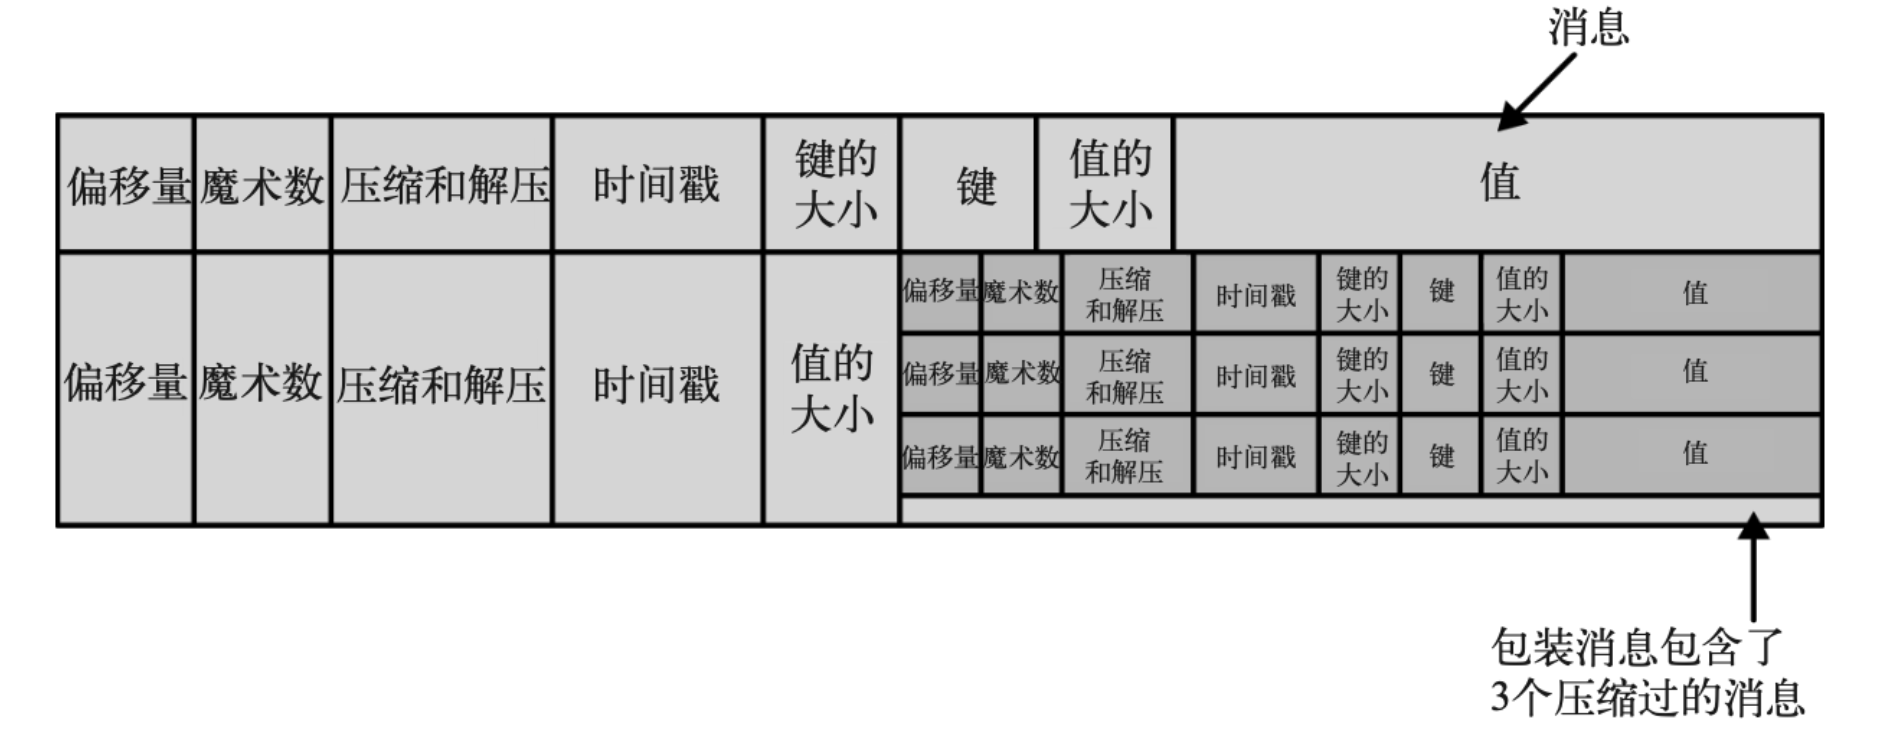 消息
偏移量 魔术数 压缩和解压 时间戳 键的 键 值的 值
大小 大小
偏移量 魔术数 压缩和解压 时间戳 值的
大小
偏移量 魔术数 压缩 时间戳 键的 键 值的 值
和解压 大小 大小
偏移量 魔术数 压缩 时间戳 键的 键 值的 值
和解压 大小 大小
偏移量 魔术数 压缩 时间戳 键的 键 值的 值
和解压 大小 大小
包装消息包含了
3个压缩过的消息